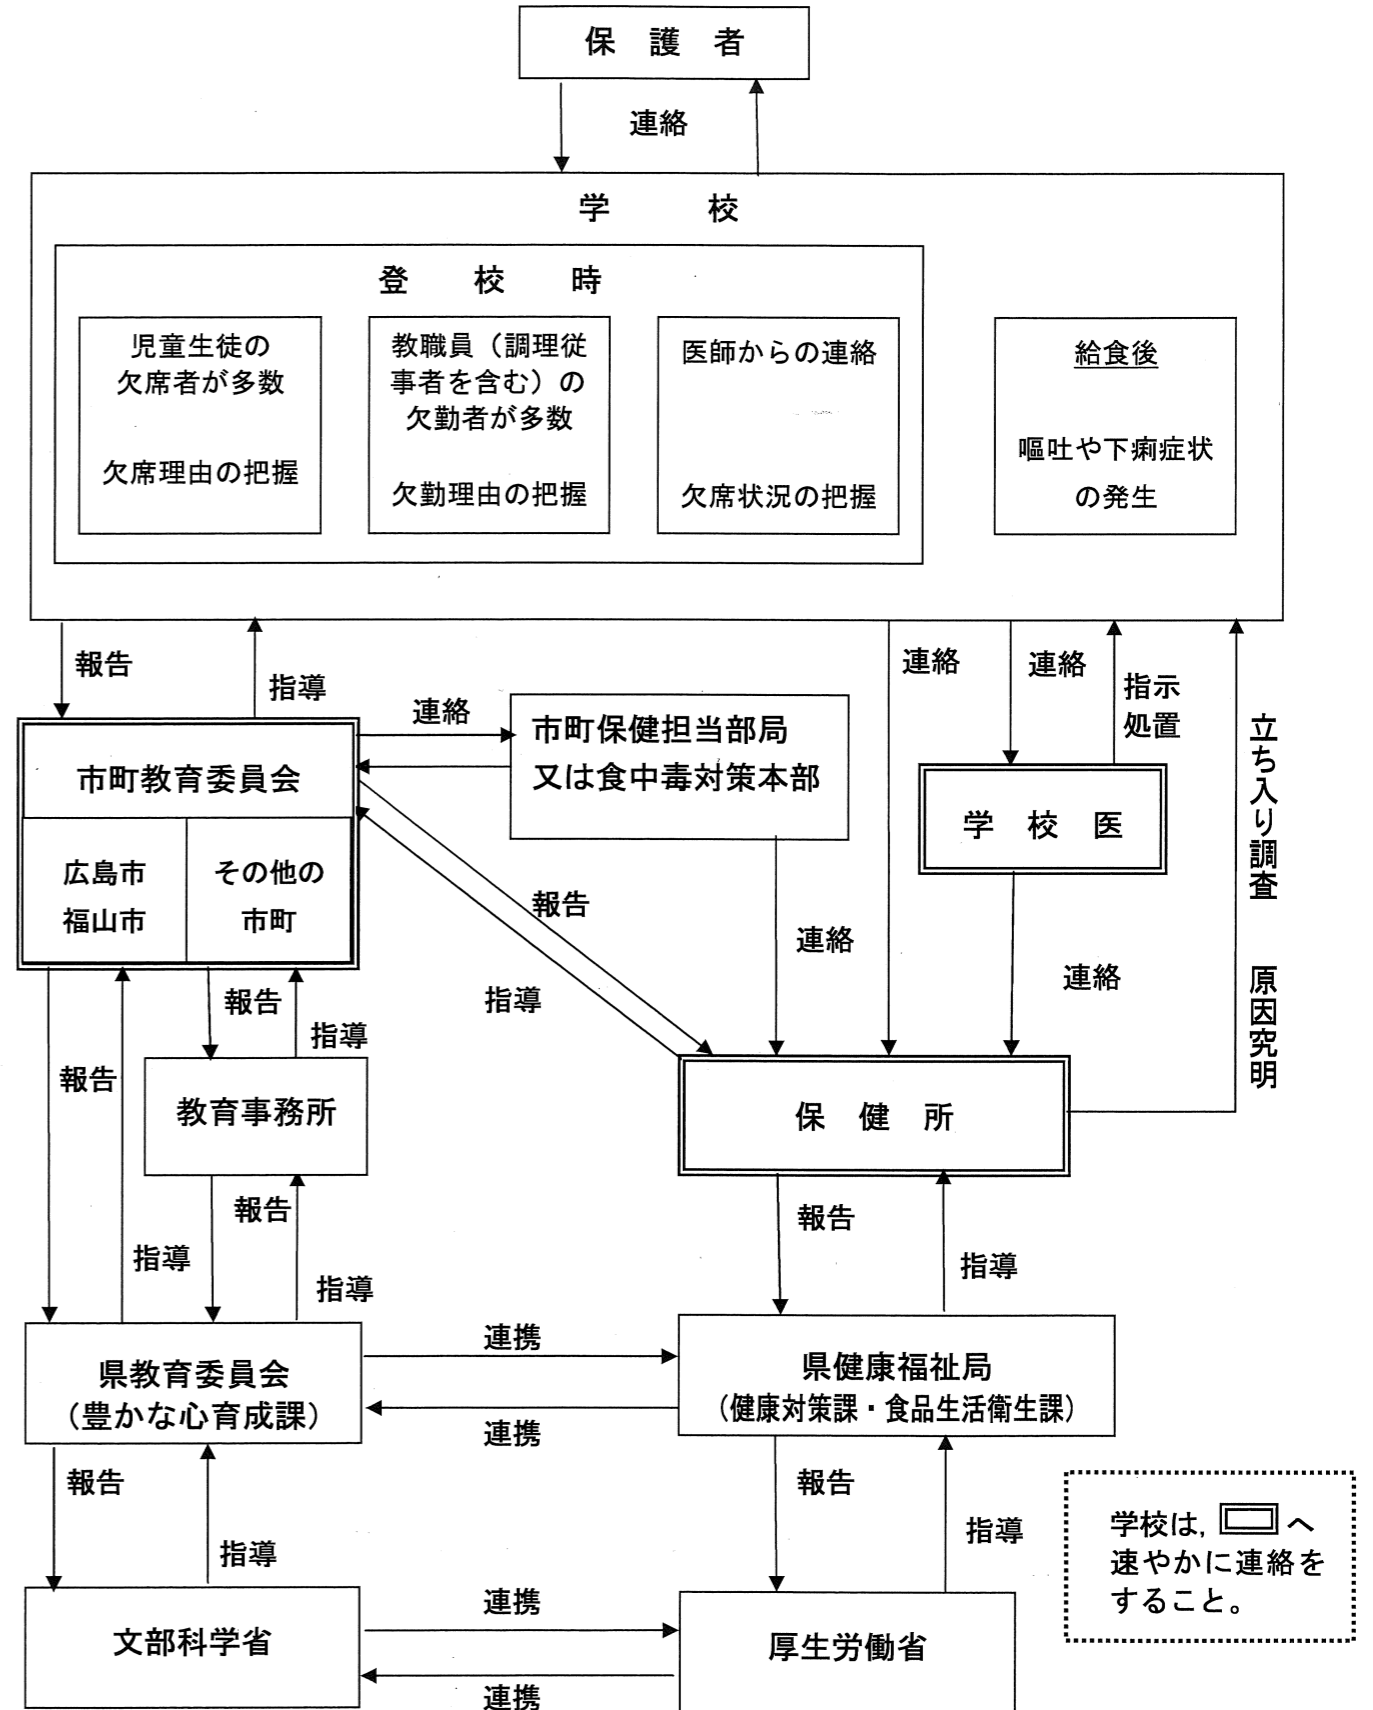 保護者
連絡
学校
登校時
児童生徒の
欠席者が多数
欠席理由の把握
教職員（調理従
事者を含む）の
欠勤者が多数
欠勤理由の把握
医師からの連絡
欠席状況の把握
給食後
嘔吐や下痢症状
の発生
報告
指導
連絡
連絡
連絡
指示
処置
立ち入り調査　原因究明
市町教育委員会
広島市
福山市
その他の
市町
市町保健担当部局
又は食中毒対策本部
学校医
報告
指導
連絡
連絡
報告
指導
報告
指導
教育事務所
保健所
報告
指導
報告
指導
県教育委員会
（豊かな心育成課）
連携
連携
県健康福祉局
（健康対策課・食品生活衛生課）
報告
指導
報告
指導
文部科学省
連携
連携
厚生労働省
学校は，へ
速やかに連絡を
すること。